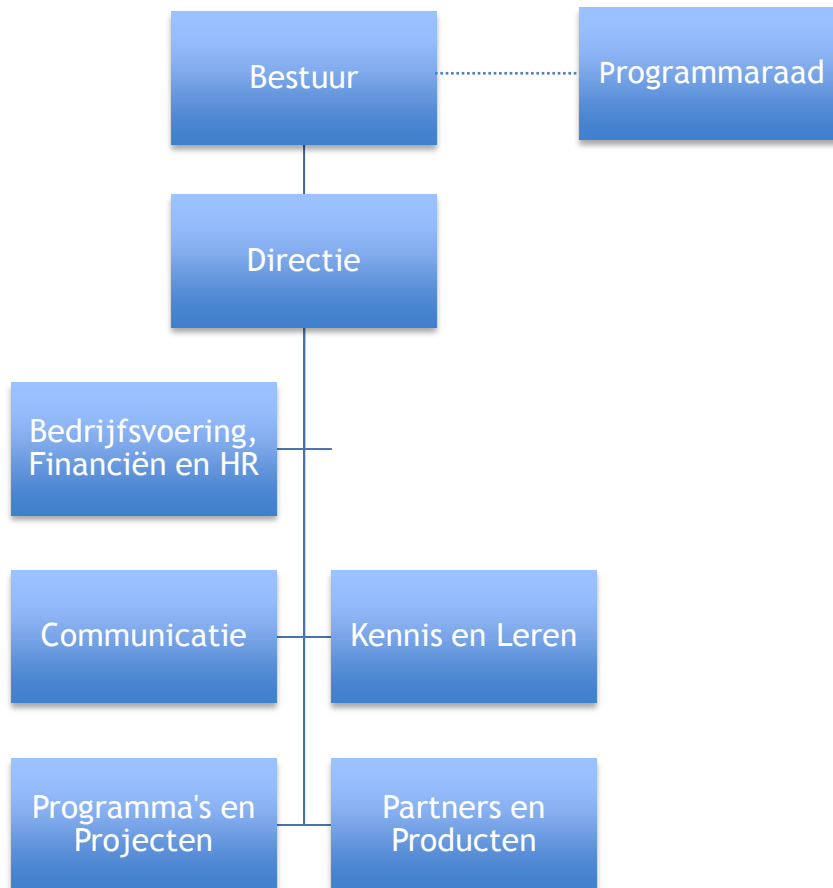 Bestuur
Programmaraad
Directie
Bedrijfsvoering,
Financiën en HR
Communicatie
Kennis en Leren
Programma's en
Projecten
Partners en
Producten